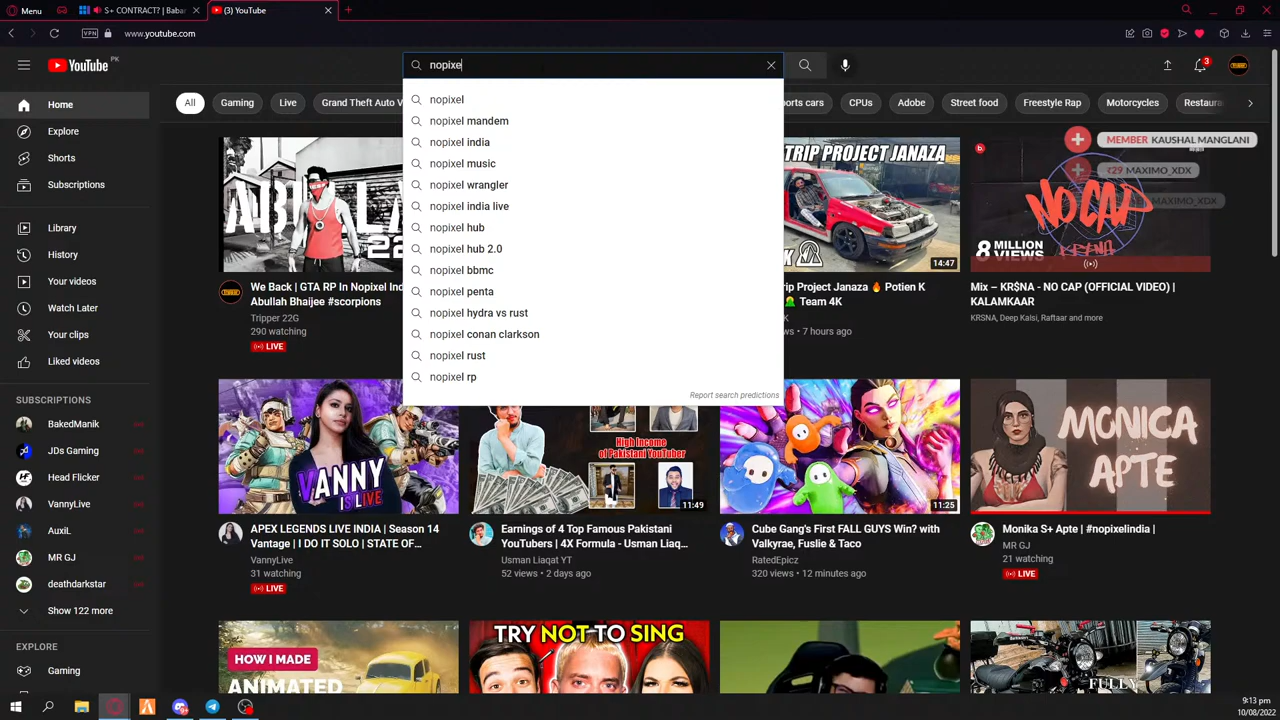 Menu
S+ CONTRACT? | Babar
(3) YouTube
VPN
www.youtube.com
YouTube PK
nopixe
3
All
Gaming
Live
Grand Theft Auto V
orts cars
CPUs
Adobe
Street food
Freestyle Rap
Motorcycles
Restaura
Home
Explore
Shorts
Subscriptions
Library
History
Your videos
Watch later
Your clips
Liked videos
SUBSCRIPTIONS
BakedManik
JDs Gaming
Head Flicker
VannyLive
AuxiL
MR GJ
deathdarkstar
Show 122 more
EXPLORE
Gaming
nopixel
nopixel mandem
nopixel india
nopixel music
nopixel wrangler
nopixel india live
nopixel hub
nopixel hub 2.0
nopixel bbmc
nopixel penta
nopixel hydra vs rust
nopixel conan clarkson
nopixel rust
nopixel rp
Report search predictions
MEMBER KAUSHAL MANGLANI
₹29 MAXIMO_XDX
MAXIMO_XDX
We Back | GTA RP In Nopixel Ind
Abullah Bhaijee #scorpions
Tripper 22G
290 watching
LIVE
TRIP PROJECT JANAZA
14:47
rip Project Janaza 🔥 Potien K
Team 4K
K
s • 7 hours ago
NO CAP
KRSNA
8 MILLION
VIEWS
Mix – KR$NA - NO CAP (OFFICIAL VIDEO) |
KALAMKAAR
KRSNA, Deep Kalsi, Raftaar and more
VANNY
IS LIVE
APEX LEGENDS LIVE INDIA | Season 14
Vantage | I DO IT SOLO | STATE OF...
VannyLive
31 watching
LIVE
High Income
of Pakistani
YouTubers
11:49
Earnings of 4 Top Famous Pakistani
YouTubers | 4X Formula - Usman Liaq...
Usman Liaqat YT
52 views • 2 days ago
11:25
Cube Gang's First FALL GUYS Win? with
Valkyrae, Fuslie & Taco
RatedEpicz
320 views • 12 minutes ago
MONICA
APTE
Monika S+ Apte | #nopixelindia |
MR GJ
21 watching
LIVE
HOW I MADE
ANIMATED
TRY NOT TO SING
FULLY
9:13 pm
10/08/2022